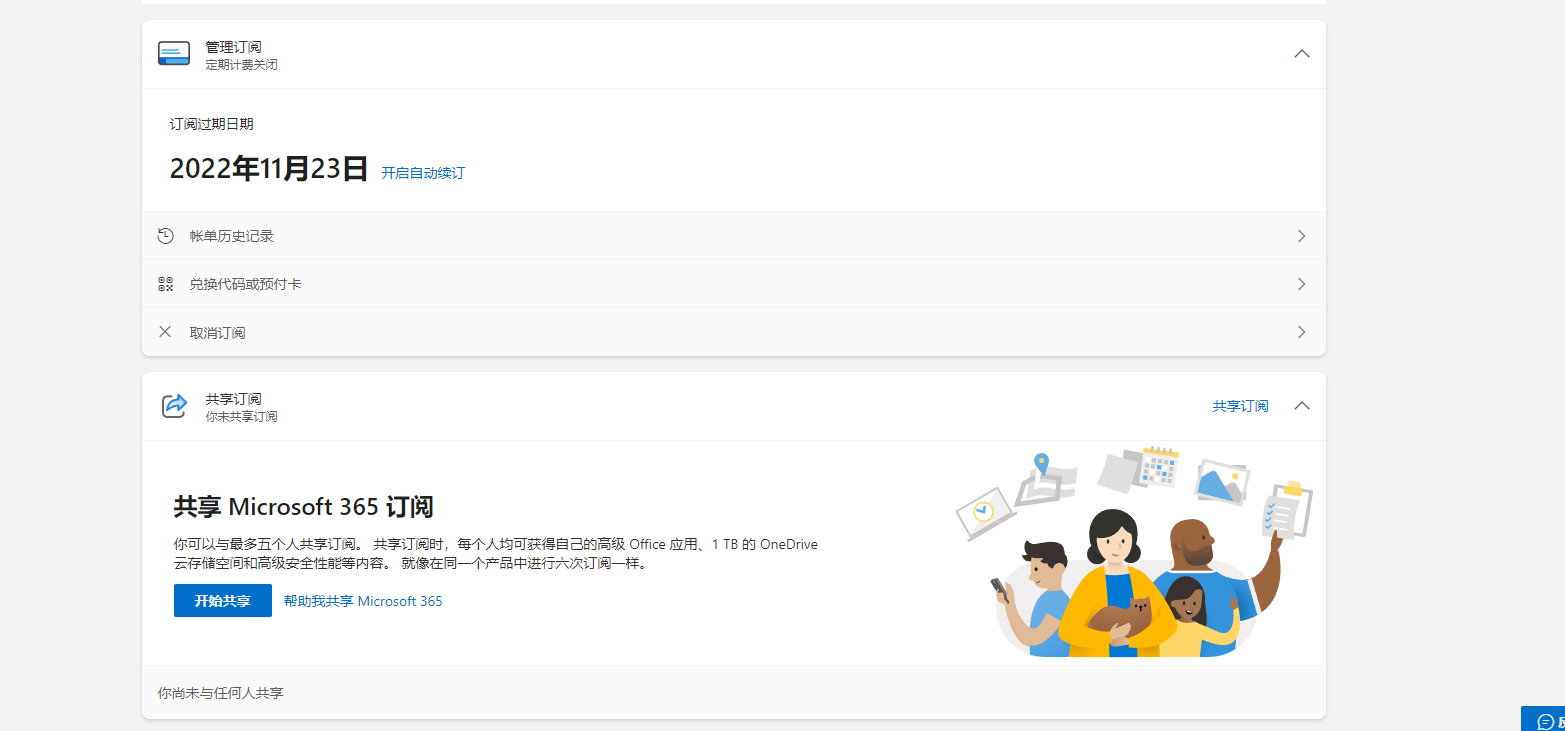 管理订阅
定期计费关闭
订阅过期日期
2022年11月23日 开启自动续订
帐单历史记录
兑换代码或预付卡
取消订阅
共享订阅
你未共享订阅
共享订阅
共享 Microsoft 365 订阅
你可以与最多五个人共享订阅。 共享订阅时，每个人均可获得自己的高级 Office 应用、1 TB 的 OneDrive
云存储空间和高级安全性能等内容。 就像在同一个产品中进行六次订阅一样。
开始共享 帮助我共享 Microsoft 365
你尚未与任何人共享